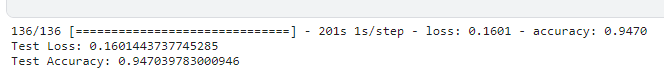 136/136 [==============================] - 201s 1s/step - loss: 0.1601 - accuracy: 0.9470
Test Loss: 0.1601443737745285
Test Accuracy: 0.947039783000946